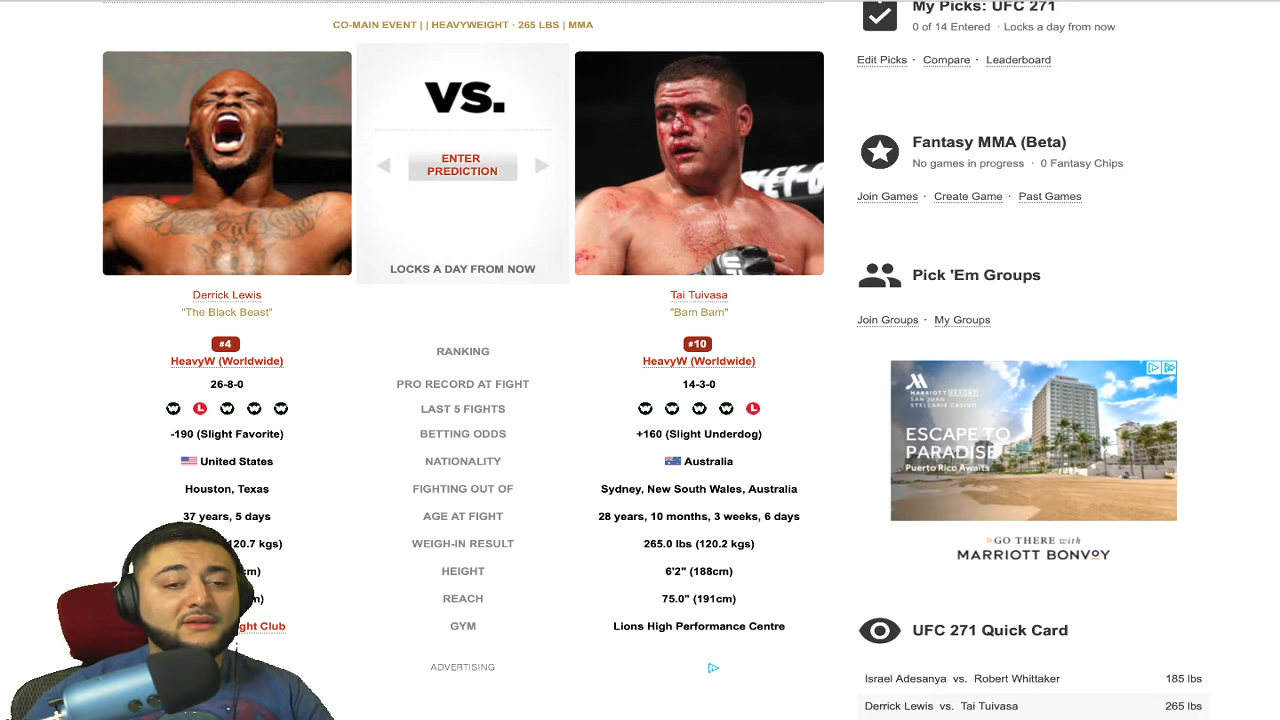 CO-MAIN EVENT | | HEAVYWEIGHT · 265 LBS | MMA
VS.
ENTER
PREDICTION
LOCKS A DAY FROM NOW
Derrick Lewis
"The Black Beast"
Tai Tuivasa
"Bam Bam"
#4
HeavyW (Worldwide)
RANKING
#10
HeavyW (Worldwide)
26-8-0
PRO RECORD AT FIGHT
14-3-0
W L W W W
LAST 5 FIGHTS
W W W W L
-190 (Slight Favorite)
BETTING ODDS
+160 (Slight Underdog)
United States
NATIONALITY
Australia
Houston, Texas
FIGHTING OUT OF
Sydney, New South Wales, Australia
37 years, 5 days
AGE AT FIGHT
28 years, 10 months, 3 weeks, 6 days
(120.7 kgs)
WEIGH-IN RESULT
265.0 lbs (120.2 kgs)
HEIGHT
6'2" (188cm)
REACH
75.0" (191cm)
Club
GYM
Lions High Performance Centre
ADVERTISING
My Picks: UFC 271
0 of 14 Entered · Locks a day from now
Edit Picks · Compare · Leaderboard
Fantasy MMA (Beta)
No games in progress · 0 Fantasy Chips
Join Games · Create Game · Past Games
Pick 'Em Groups
Join Groups · My Groups
MARRIOTT RESORT
SAN JUAN
STELLARIS CASINO
ESCAPE TO
PARADISE
Puerto Rico Awaits
»GO THERE with
MARRIOTT BONVOY
UFC 271 Quick Card
Israel Adesanya vs. Robert Whittaker 185 lbs
Derrick Lewis vs. Tai Tuivasa 265 lbs